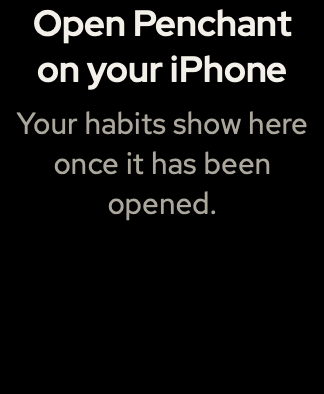 Open Penchant
on your iPhone
Your habits show here
once it has been
opened.